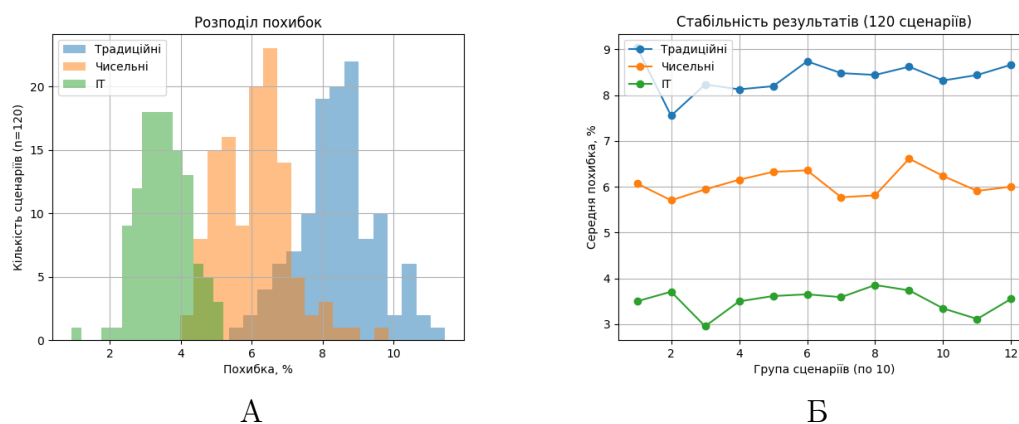 Розподіл похибок
Традиційні
Чисельні
ІТ
Кількість сценаріїв (n=120)
20
15
10
5
0
2
4
6
8
10
Похибка, %
А
Стабільність результатів (120 сценаріїв)
Традиційні
Чисельні
ІТ
Середня похибка, %
9
8
7
6
5
4
3
2
4
6
8
10
12
Група сценаріїв (по 10)
Б